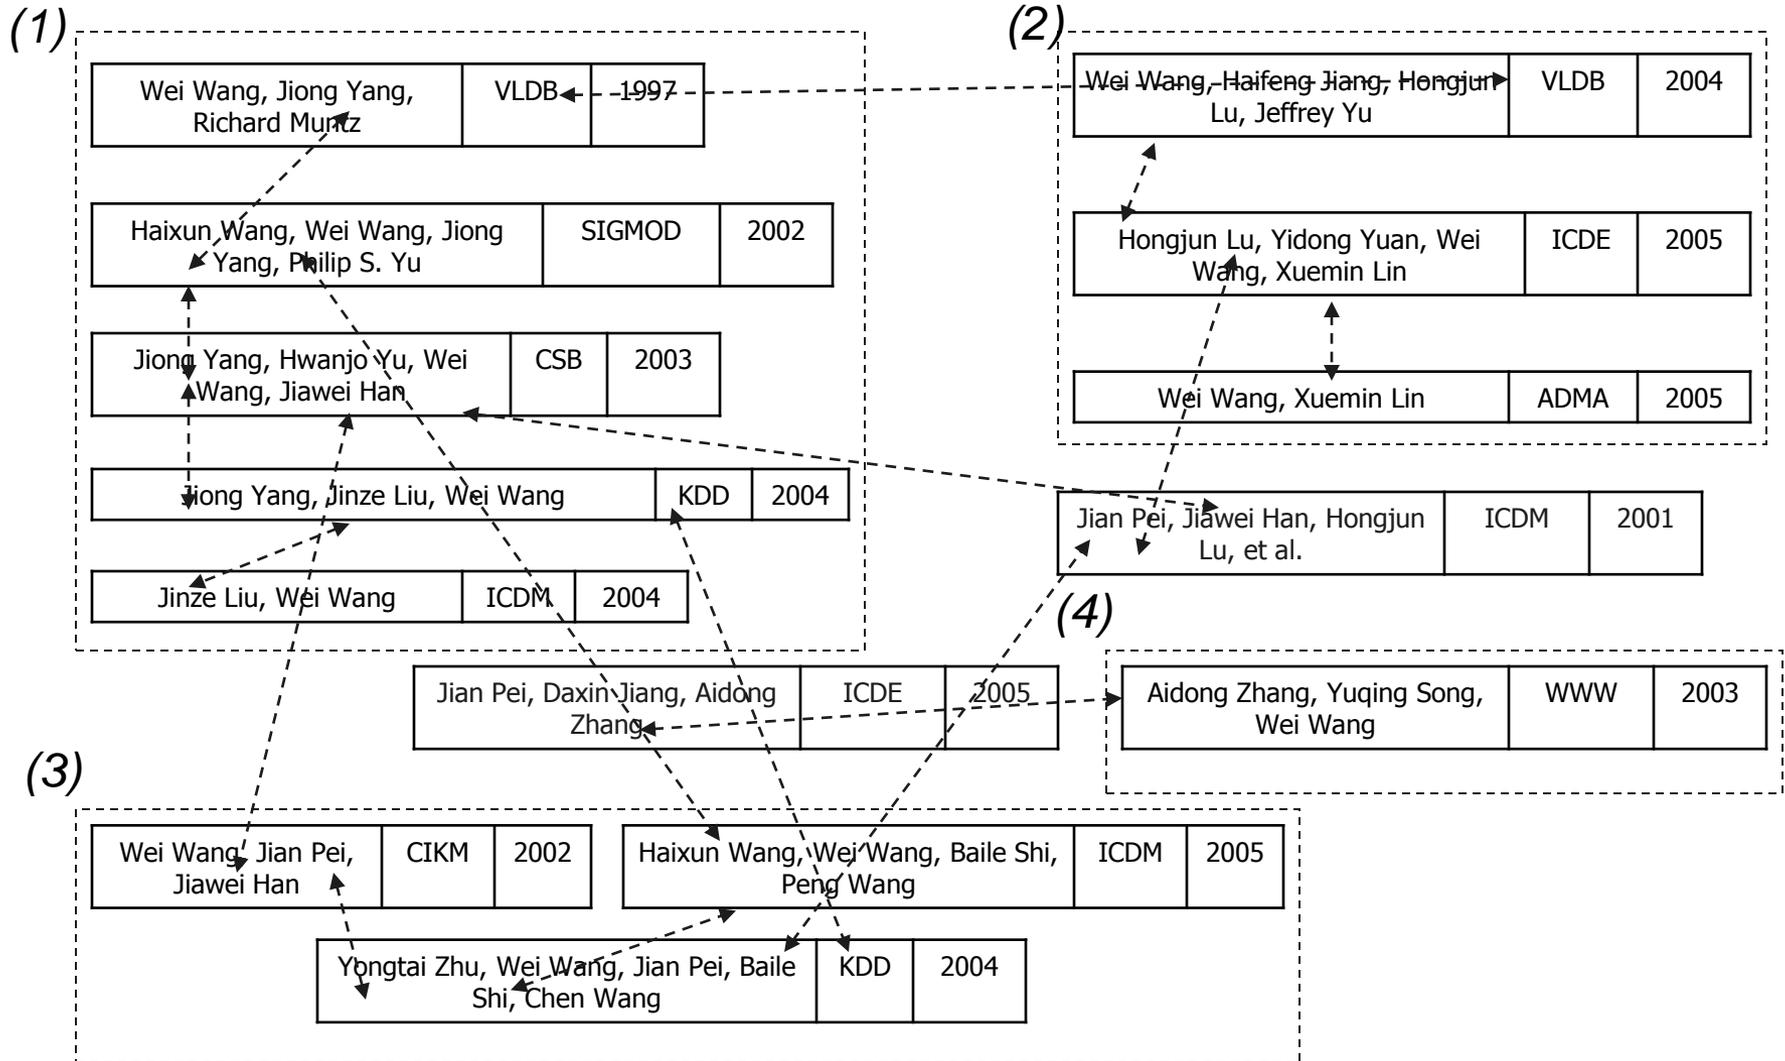 (1)
Wei Wang, Jiong Yang,
Richard Muntz
VLDB
1997
Haixun Wang, Wei Wang, Jiong
Yang, Philip S. Yu
SIGMOD
2002
Jiong Yang, Hwanjo Yu, Wei
Wang, Jiawei Han
CSB
2003
Jiong Yang, Jinze Liu, Wei Wang
KDD
2004
Jinze Liu, Wei Wang
ICDM
2004
(2)
Wei Wang, Haifeng Jiang, Hongjun
Lu, Jeffrey Yu
VLDB
2004
Hongjun Lu, Yidong Yuan, Wei
Wang, Xuemin Lin
ICDE
2005
Wei Wang, Xuemin Lin
ADMA
2005
Jian Pei, Jiawei Han, Hongjun
Lu, et al.
ICDM
2001
Jian Pei, Daxin Jiang, Aidong
Zhang
ICDE
2005
(4)
Aidong Zhang, Yuqing Song,
Wei Wang
WWW
2003
(3)
Wei Wang, Jian Pei,
Jiawei Han
CIKM
2002
Haixun Wang, Wei Wang, Baile Shi,
Peng Wang
ICDM
2005
Yongtai Zhu, Wei Wang, Jian Pei, Baile
Shi, Chen Wang
KDD
2004